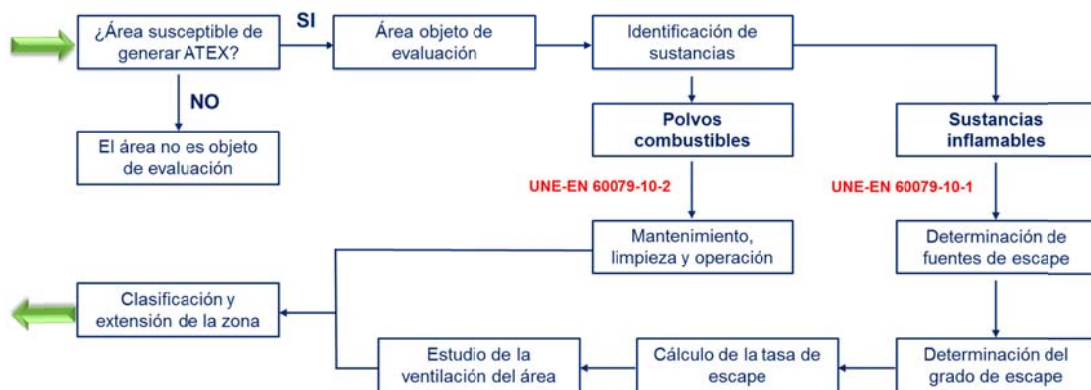 ¿Área susceptible de
generar ATEX?
SI
Área objeto de
evaluación
Identificación de
sustancias
NO
El área no es objeto
de evaluación
Polvos
combustibles
Sustancias
inflamables
UNE-EN 60079-10-2
UNE-EN 60079-10-1
Mantenimiento,
limpieza y operación
Determinación de
fuentes de escape
Clasificación y
extensión de la zona
Estudio de la
ventilación del área
Cálculo de la tasa de
escape
Determinación del
grado de escape